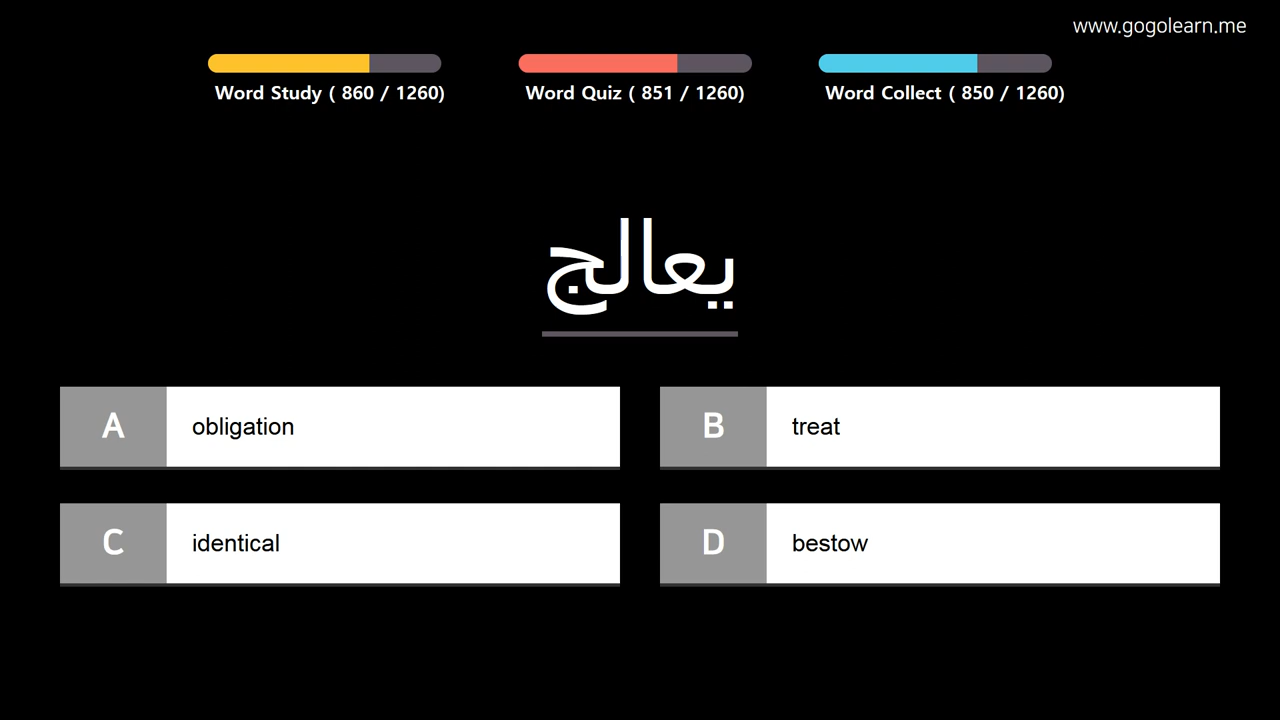 www.gogolearn.me
Word Study ( 860 / 1260)
Word Quiz ( 851 / 1260)
Word Collect ( 850 / 1260)
يعالج
A obligation
B treat
C identical
D bestow